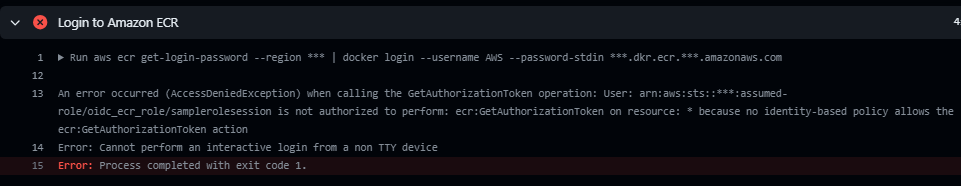 Login to Amazon ECR 4
1 Run aws ecr get-login-password --region *** | docker login --username AWS --password-stdin ***.dkr.ecr.***.amazonaws.com
12
13 An error occurred (AccessDeniedException) when calling the GetAuthorizationToken operation: User: arn:aws:sts::***:assumed-
role/oidc_ecr_role/samplerolesession is not authorized to perform: ecr:GetAuthorizationToken on resource: * because no identity-based policy allows the
ecr:GetAuthorizationToken action
14 Error: Cannot perform an interactive login from a non TTY device
15 Error: Process completed with exit code 1.